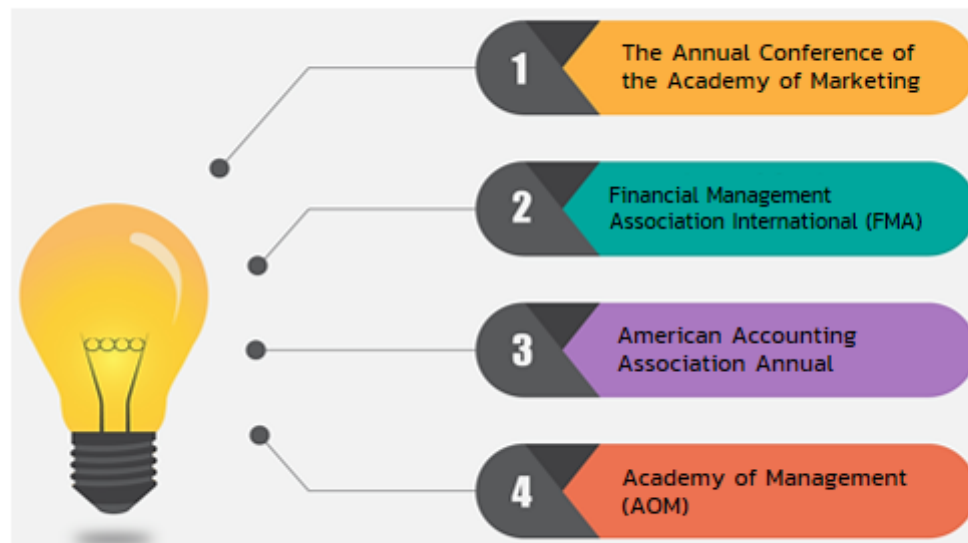 1
The Annual Conference of
the Academy of Marketing
2
Financial Management
Association International (FMA)
3
American Accounting
Association Annual
4
Academy of Management
(AOM)